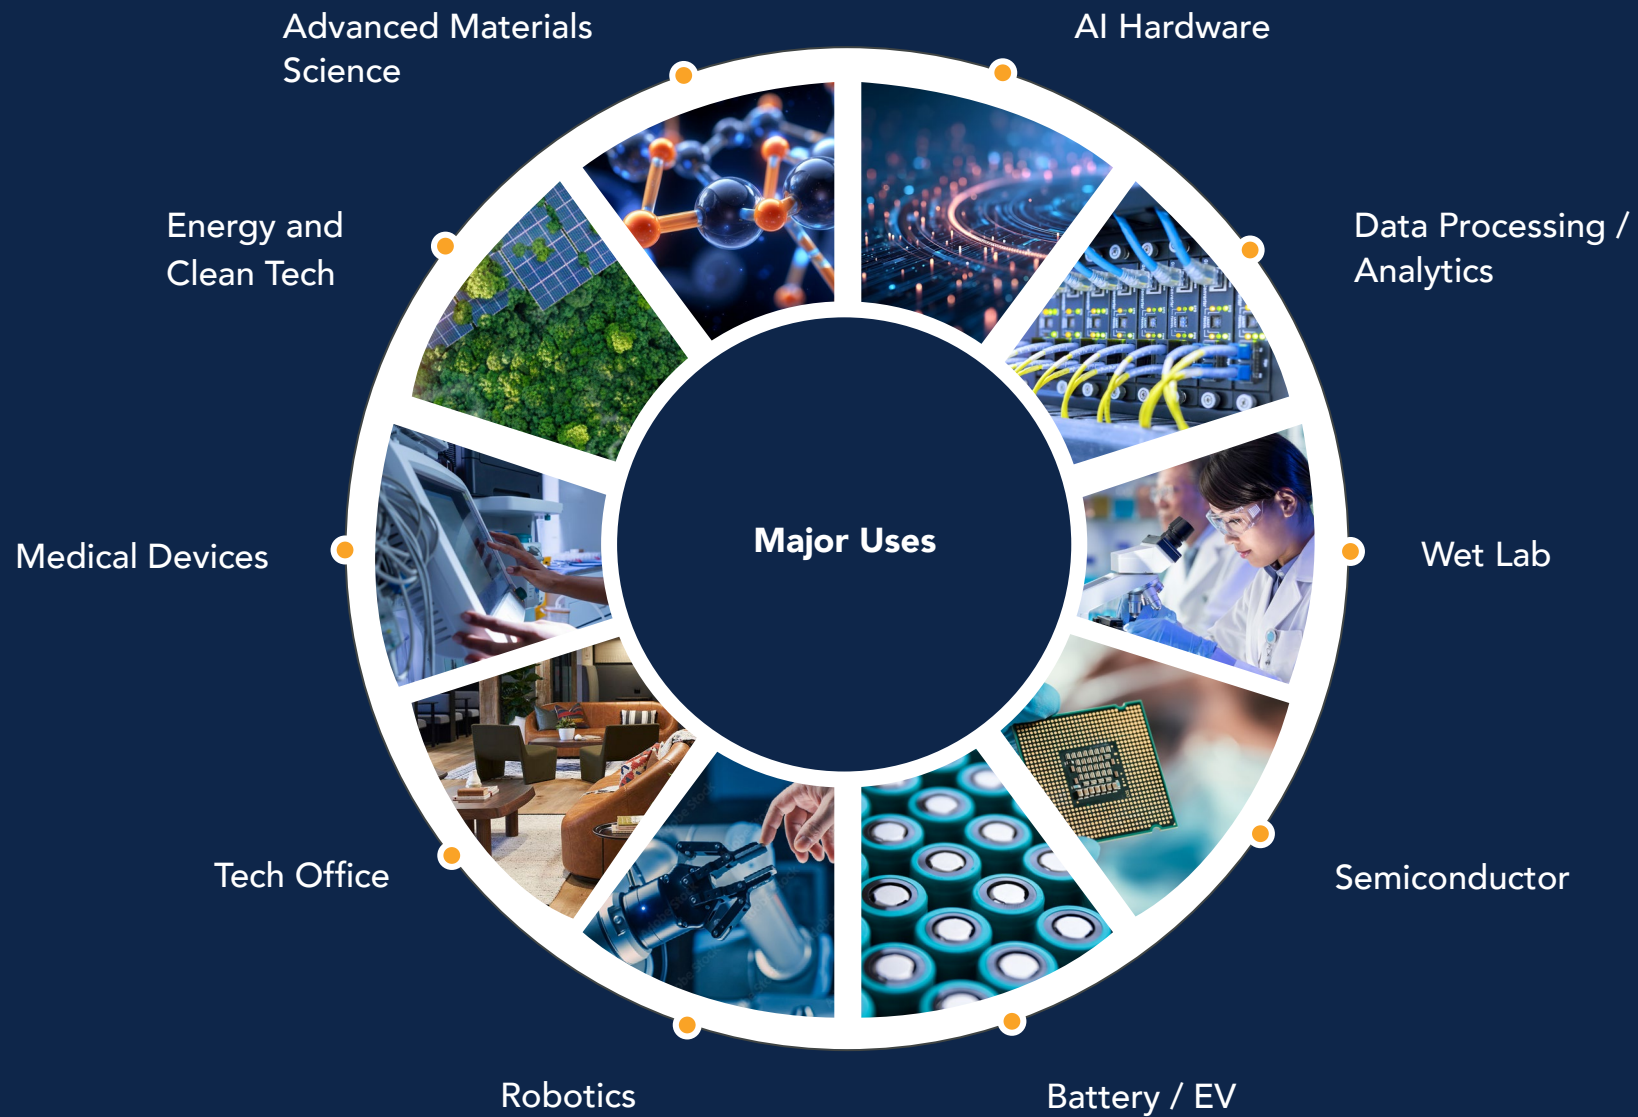 Advanced Materials
Science
AI Hardware
Energy and
Clean Tech
Data Processing /
Analytics
Medical Devices
Major Uses
Wet Lab
Tech Office
Semiconductor
Robotics
Battery / EV